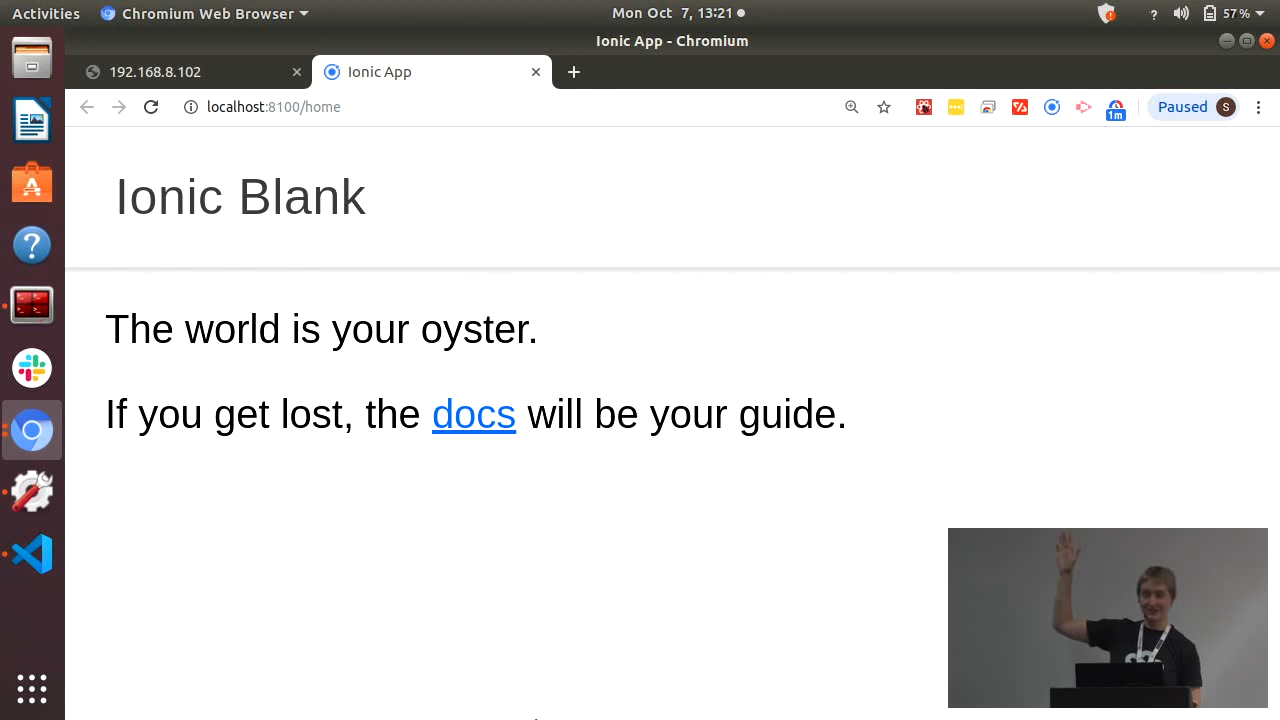 Activities
Chromium Web Browser
Mon Oct 7, 13:21
?
57%
Ionic App - Chromium
192.168.8.102
Ionic App
localhost:8100/home
1m
Paused
S
Ionic Blank
The world is your oyster.
If you get lost, the docs will be your guide.